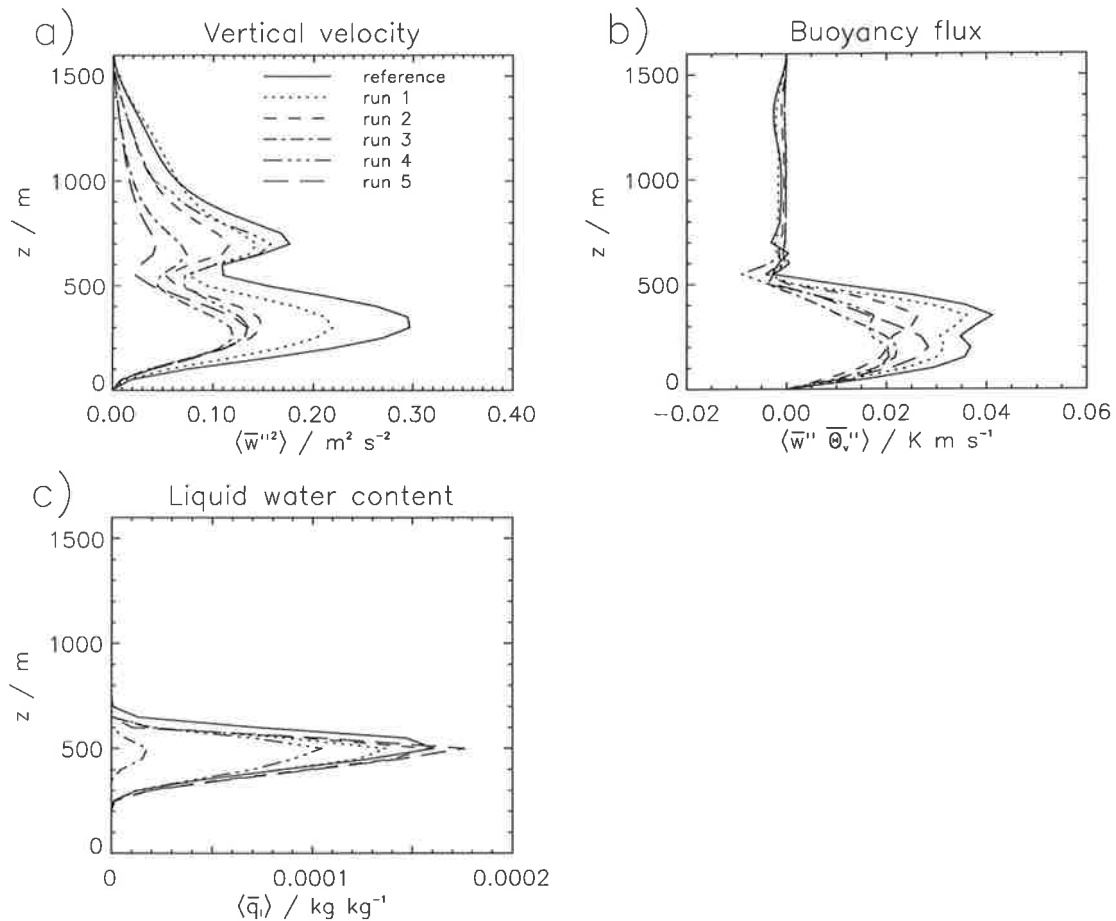 a) Vertical velocity
1500
1000
500
0
z / m
reference
run 1
run 2
run 3
run 4
run 5
0.00 0.10 0.20 0.30 0.40
⟨w̅''²⟩ / m² s⁻²
b) Buoyancy flux
1500
1000
500
0
z / m
−0.02 0.00 0.02 0.04 0.06
⟨w̅'' Θ̅ᵥ''⟩ / K m s⁻¹
c) Liquid water content
1500
1000
500
0
z / m
0 0.0001 0.0002
⟨q̅ₗ⟩ / kg kg⁻¹